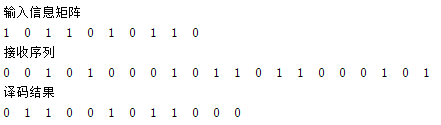 输入信息矩阵
1 0 1 1 0 1 0 1 1 0
接收序列
0 0 1 0 1 0 0 0 1 0 1 1 0 1 1 0 0 0 1 0 1
译码结果
0 1 1 0 0 1 0 1 1 0 0 0